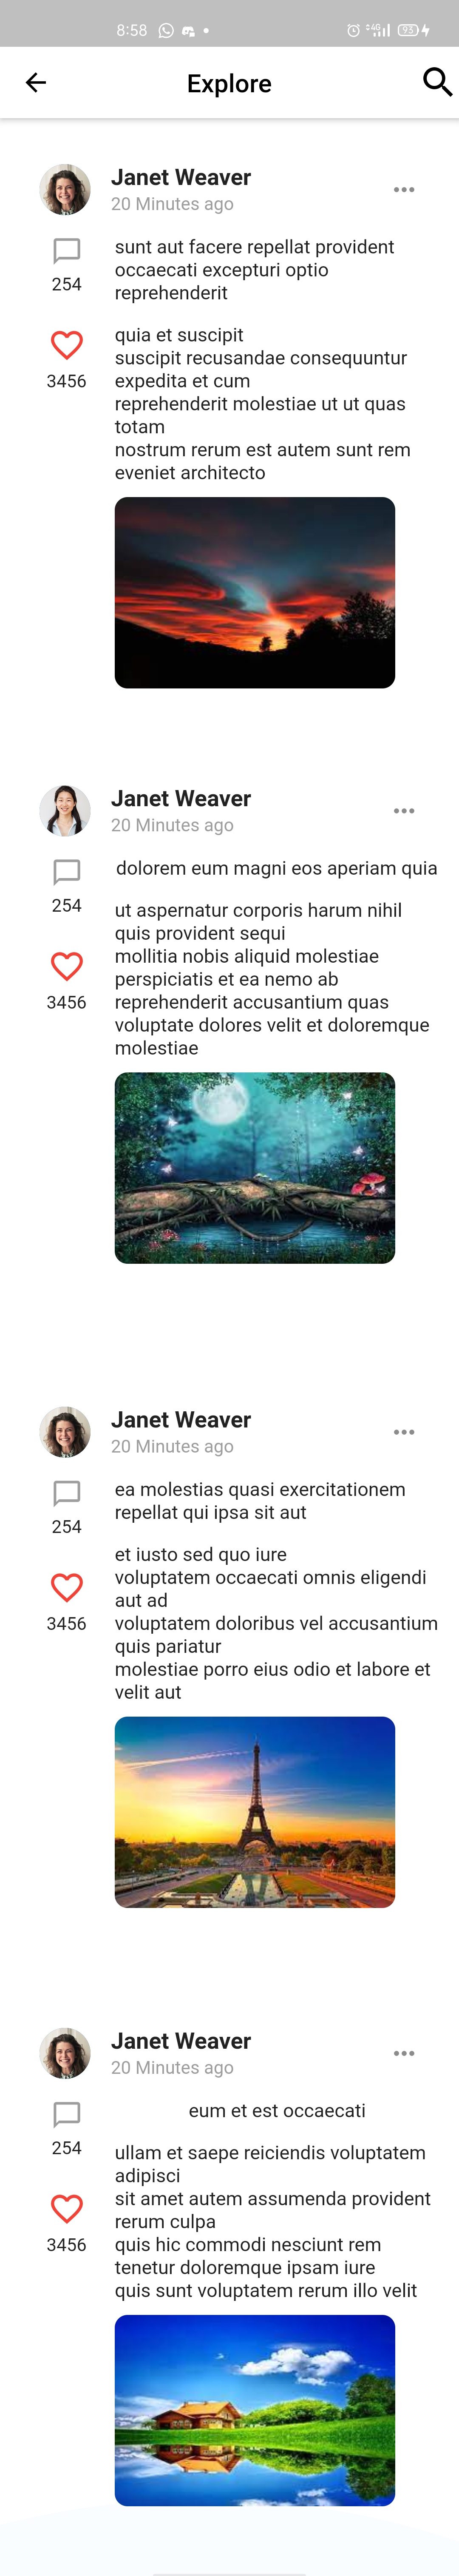 8:58
4G
93
Explore
Janet Weaver
20 Minutes ago
254
3456
sunt aut facere repellat provident
occaecati excepturi optio
reprehenderit
quia et suscipit
suscipit recusandae consequuntur
expedita et cum
reprehenderit molestiae ut ut quas
totam
nostrum rerum est autem sunt rem
eveniet architecto
Janet Weaver
20 Minutes ago
254
3456
dolorem eum magni eos aperiam quia
ut aspernatur corporis harum nihil
quis provident sequi
mollitia nobis aliquid molestiae
perspiciatis et ea nemo ab
reprehenderit accusantium quas
voluptate dolores velit et doloremque
molestiae
Janet Weaver
20 Minutes ago
254
3456
ea molestias quasi exercitationem
repellat qui ipsa sit aut
et iusto sed quo iure
voluptatem occaecati omnis eligendi
aut ad
voluptatem doloribus vel accusantium
quis pariatur
molestiae porro eius odio et labore et
velit aut
Janet Weaver
20 Minutes ago
254
3456
eum et est occaecati
ullam et saepe reiciendis voluptatem
adipisci
sit amet autem assumenda provident
rerum culpa
quis hic commodi nesciunt rem
tenetur doloremque ipsam iure
quis sunt voluptatem rerum illo velit